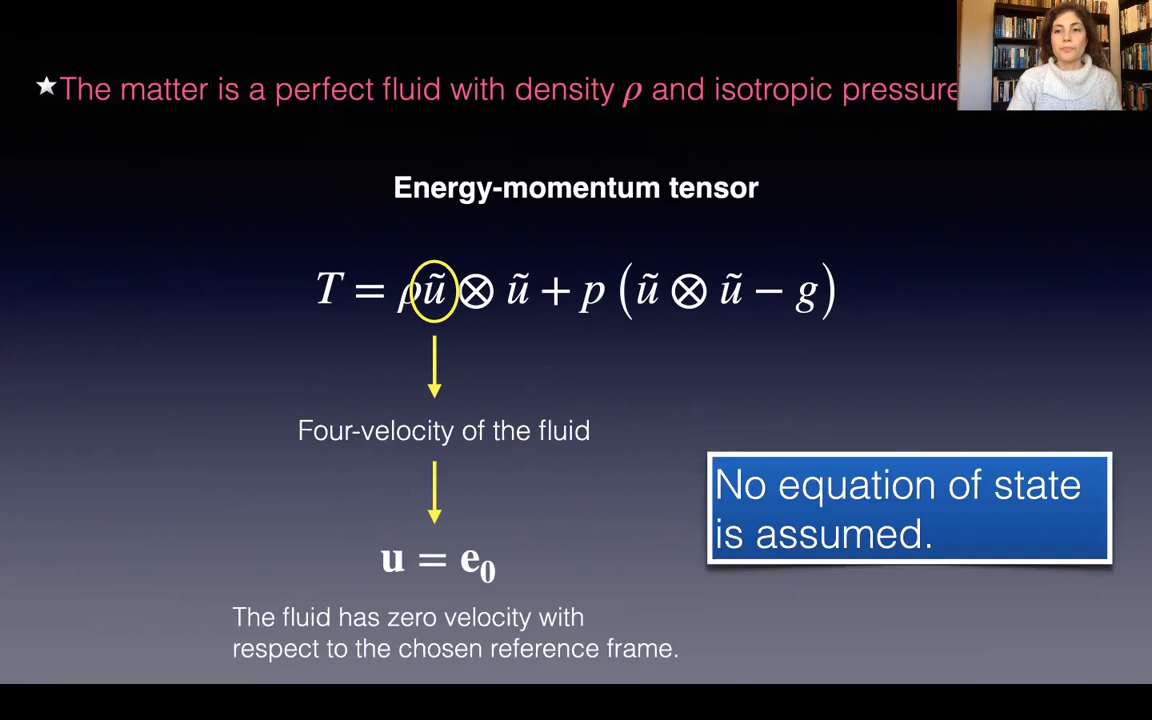 ★The matter is a perfect fluid with density ρ and isotropic pressure
Energy-momentum tensor
T = ρũ ⊗ ũ + p (ũ ⊗ ũ − g)
Four-velocity of the fluid
u = e₀
No equation of state
is assumed.
The fluid has zero velocity with
respect to the chosen reference frame.